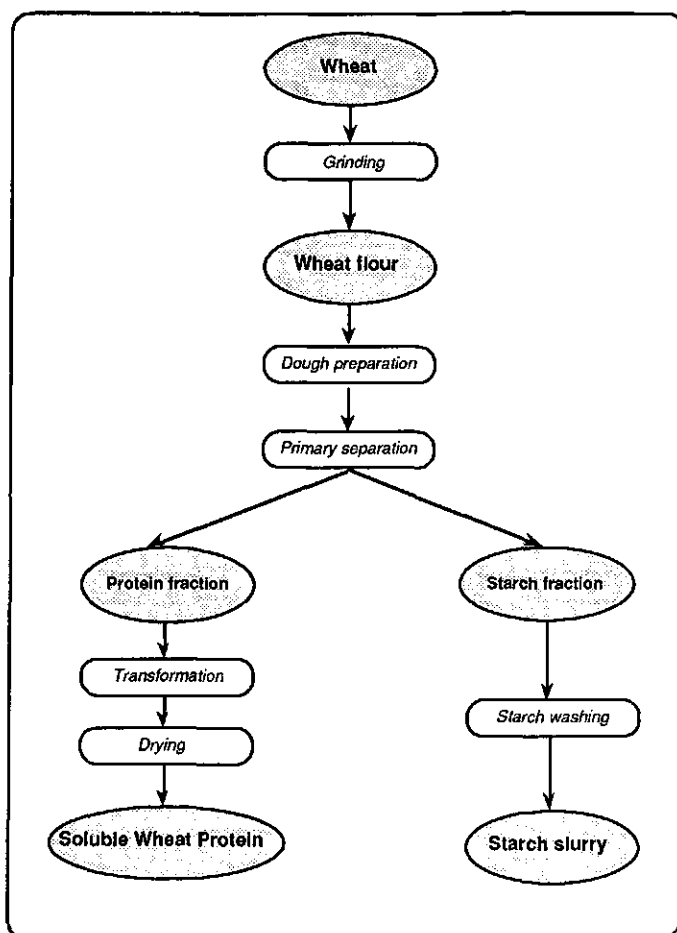 Wheat
Grinding
Wheat flour
Dough preparation
Primary separation
Protein fraction
Starch fraction
Transformation
Starch washing
Drying
Soluble Wheat Protein
Starch slurry